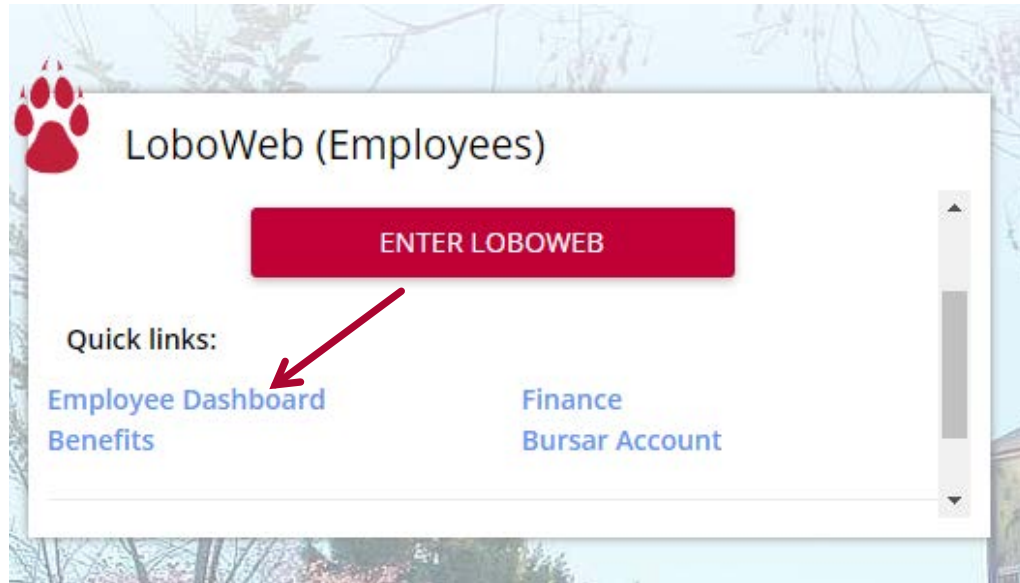 LoboWeb (Employees)
ENTER LOBOWEB
Quick links:
Employee Dashboard
Finance
Benefits
Bursar Account